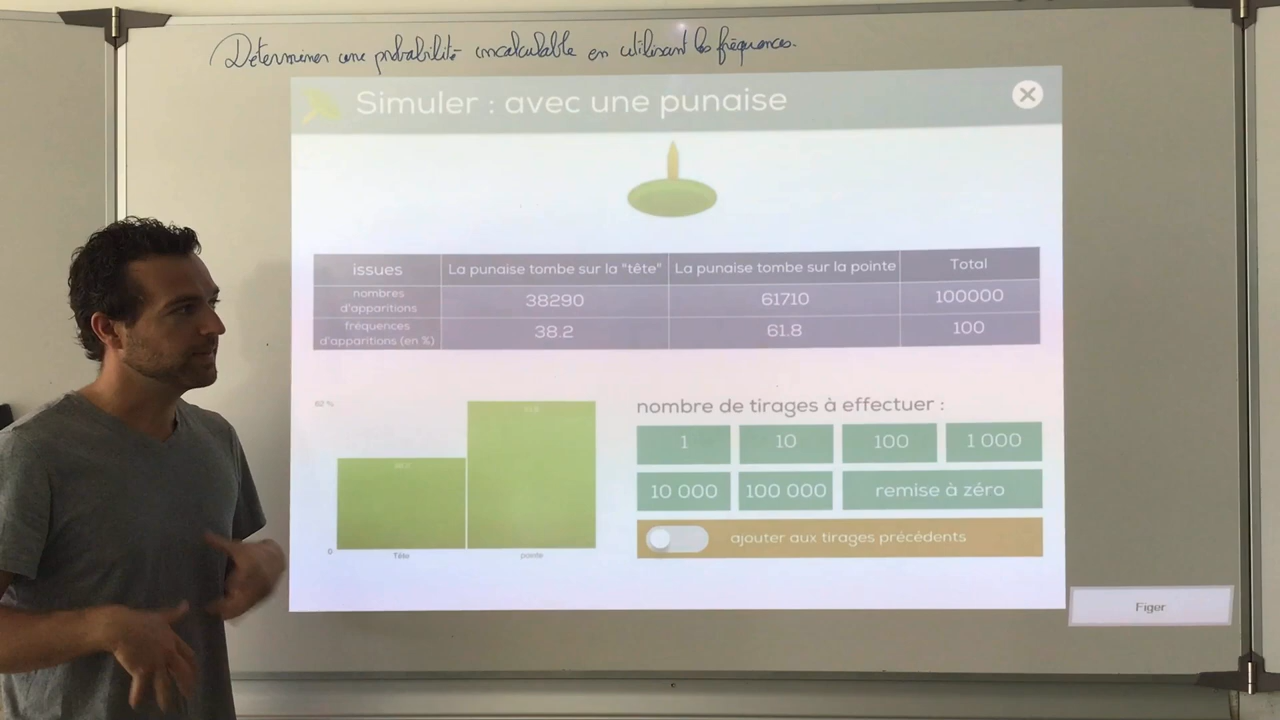 Déterminer une probabilité incalculable en utilisant les fréquences.
Simuler : avec une punaise
issues La punaise tombe sur la "tête" La punaise tombe sur la pointe Total
nombres d'apparitions 38290 61710 100000
fréquences d'apparitions (en %) 38.2 61.8 100
62 %
0
Tête pointe
nombre de tirages à effectuer :
1 10 100 1 000
10 000 100 000 remise à zéro
ajouter aux tirages précédents
Figer